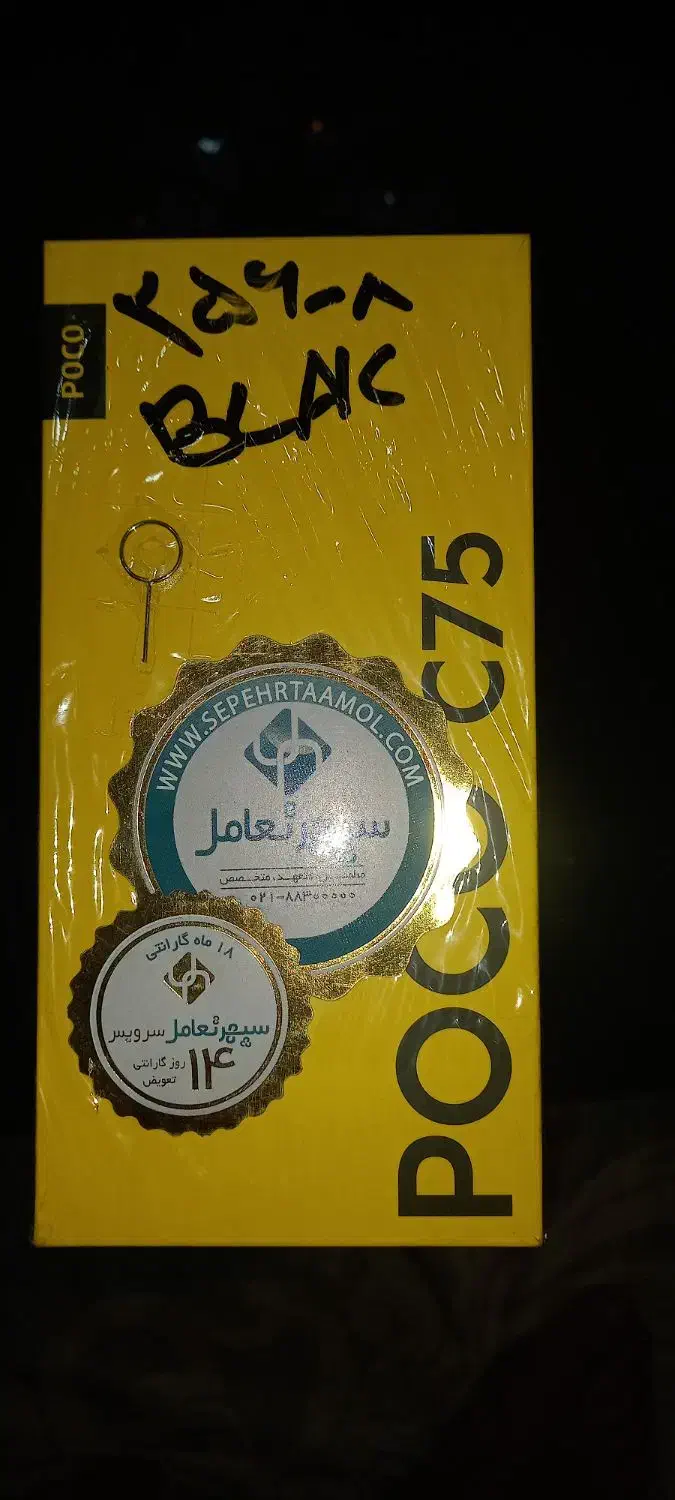 ۲۵۶-۸
BLAC
POCO
POCO C75
WWW.SEPEHRTAAMOL.COM
سپهرتعامل
۰۲۱-۸۸۳۰۰۰۰۰
۱۸ ماه گارانتی
سپهرتعامل سرویس
۱۴ روز گارانتی
تعویض